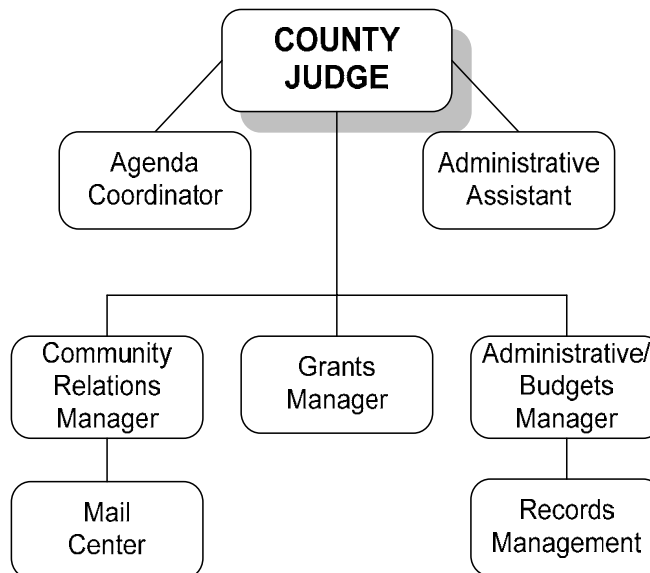 COUNTY
JUDGE
Agenda
Coordinator
Administrative
Assistant
Community
Relations
Manager
Grants
Manager
Administrative/
Budgets
Manager
Mail
Center
Records
Management